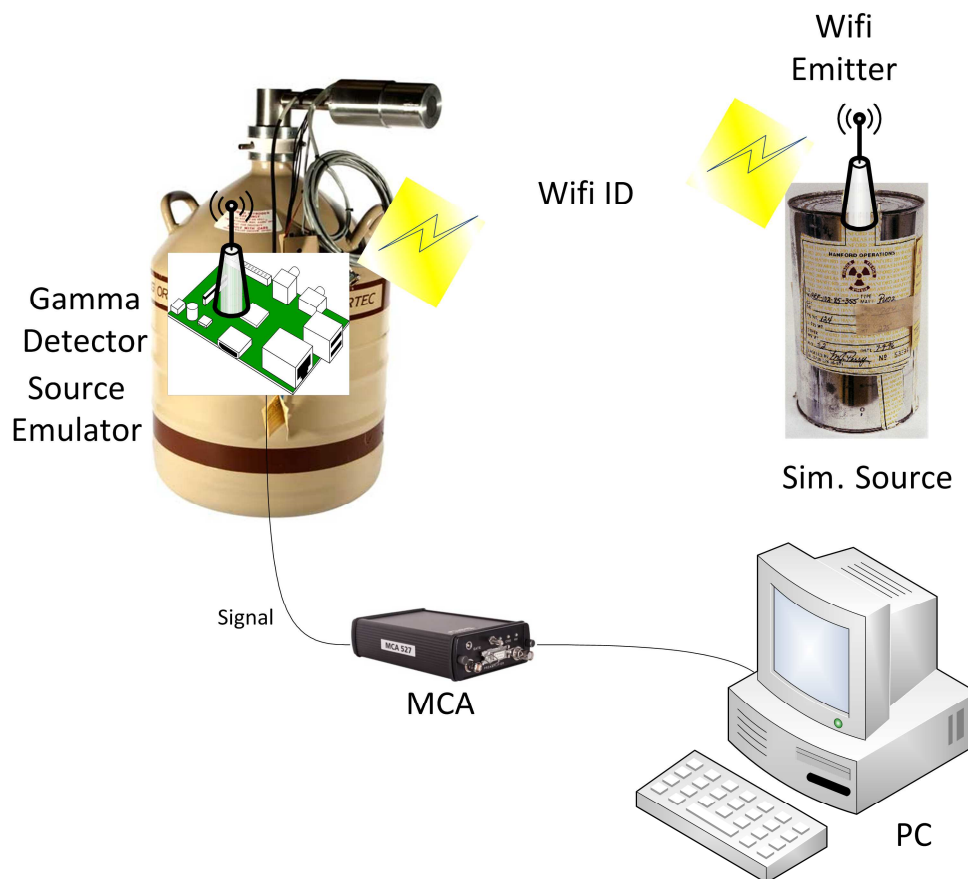 Wifi
Emitter
Wifi ID
Gamma
Detector
Source
Emulator
RTEC
HANFORD OPERATIONS
Sim. Source
Signal
MCA 527
MCA
PC